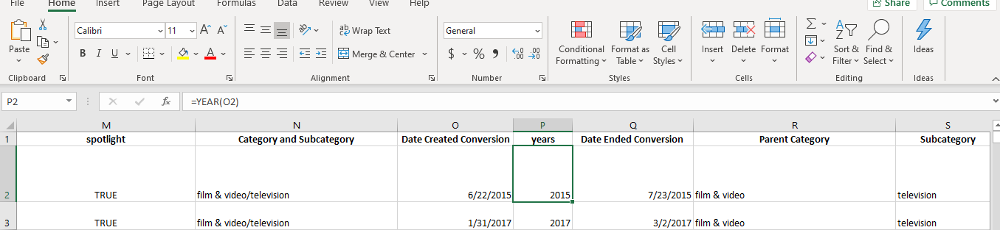 File Home Insert Page Layout Formulas Data Review View Help Share Comments
Calibri 11 A A Wrap Text General
Paste B I U A Merge & Center $ % Conditional Formatting Format as Table Cell Styles Insert Delete Format Sort & Filter Find & Select Ideas
Clipboard Font Alignment Number Styles Cells Editing Ideas
P2 fx =YEAR(O2)
M N O P Q R S
1 spotlight Category and Subcategory Date Created Conversion years Date Ended Conversion Parent Category Subcategory
2 TRUE film & video/television 6/22/2015 2015 7/23/2015 film & video television
3 TRUE film & video/television 1/31/2017 2017 3/2/2017 film & video television